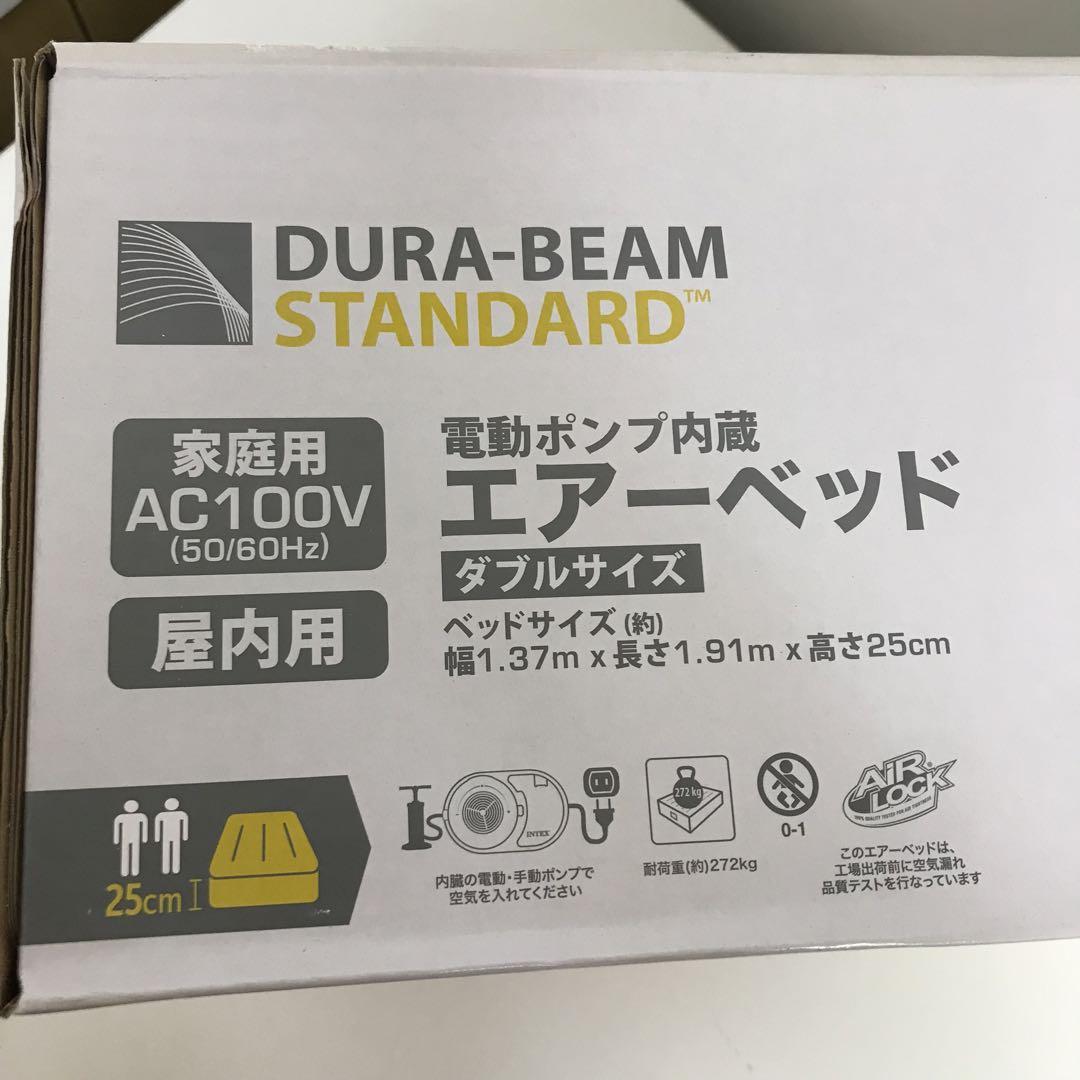 DURA-BEAM
STANDARD™
家庭用
AC100V
(50/60Hz)
屋内用
電動ポンプ内蔵
エアーベッド
ダブルサイズ
ベッドサイズ(約)
幅1.37m x 長さ1.91m x 高さ25cm
25cm
INTEX
内臓の電動・手動ポンプで
空気を入れてください
272kg
耐荷重(約)272kg
0-1
AiR LOCK
100% QUALITY TESTED FOR AIR TIGHTNESS
このエアーベッドは、
工場出荷前に空気漏れ
品質テストを行なっています